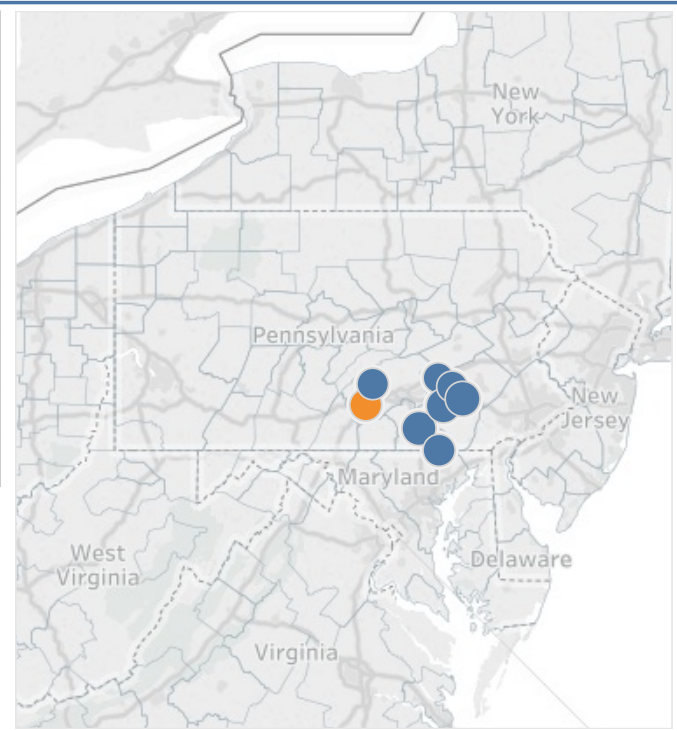 New
York
Pennsylvania
New
Jersey
Maryland
West
Virginia
Delaware
Virginia